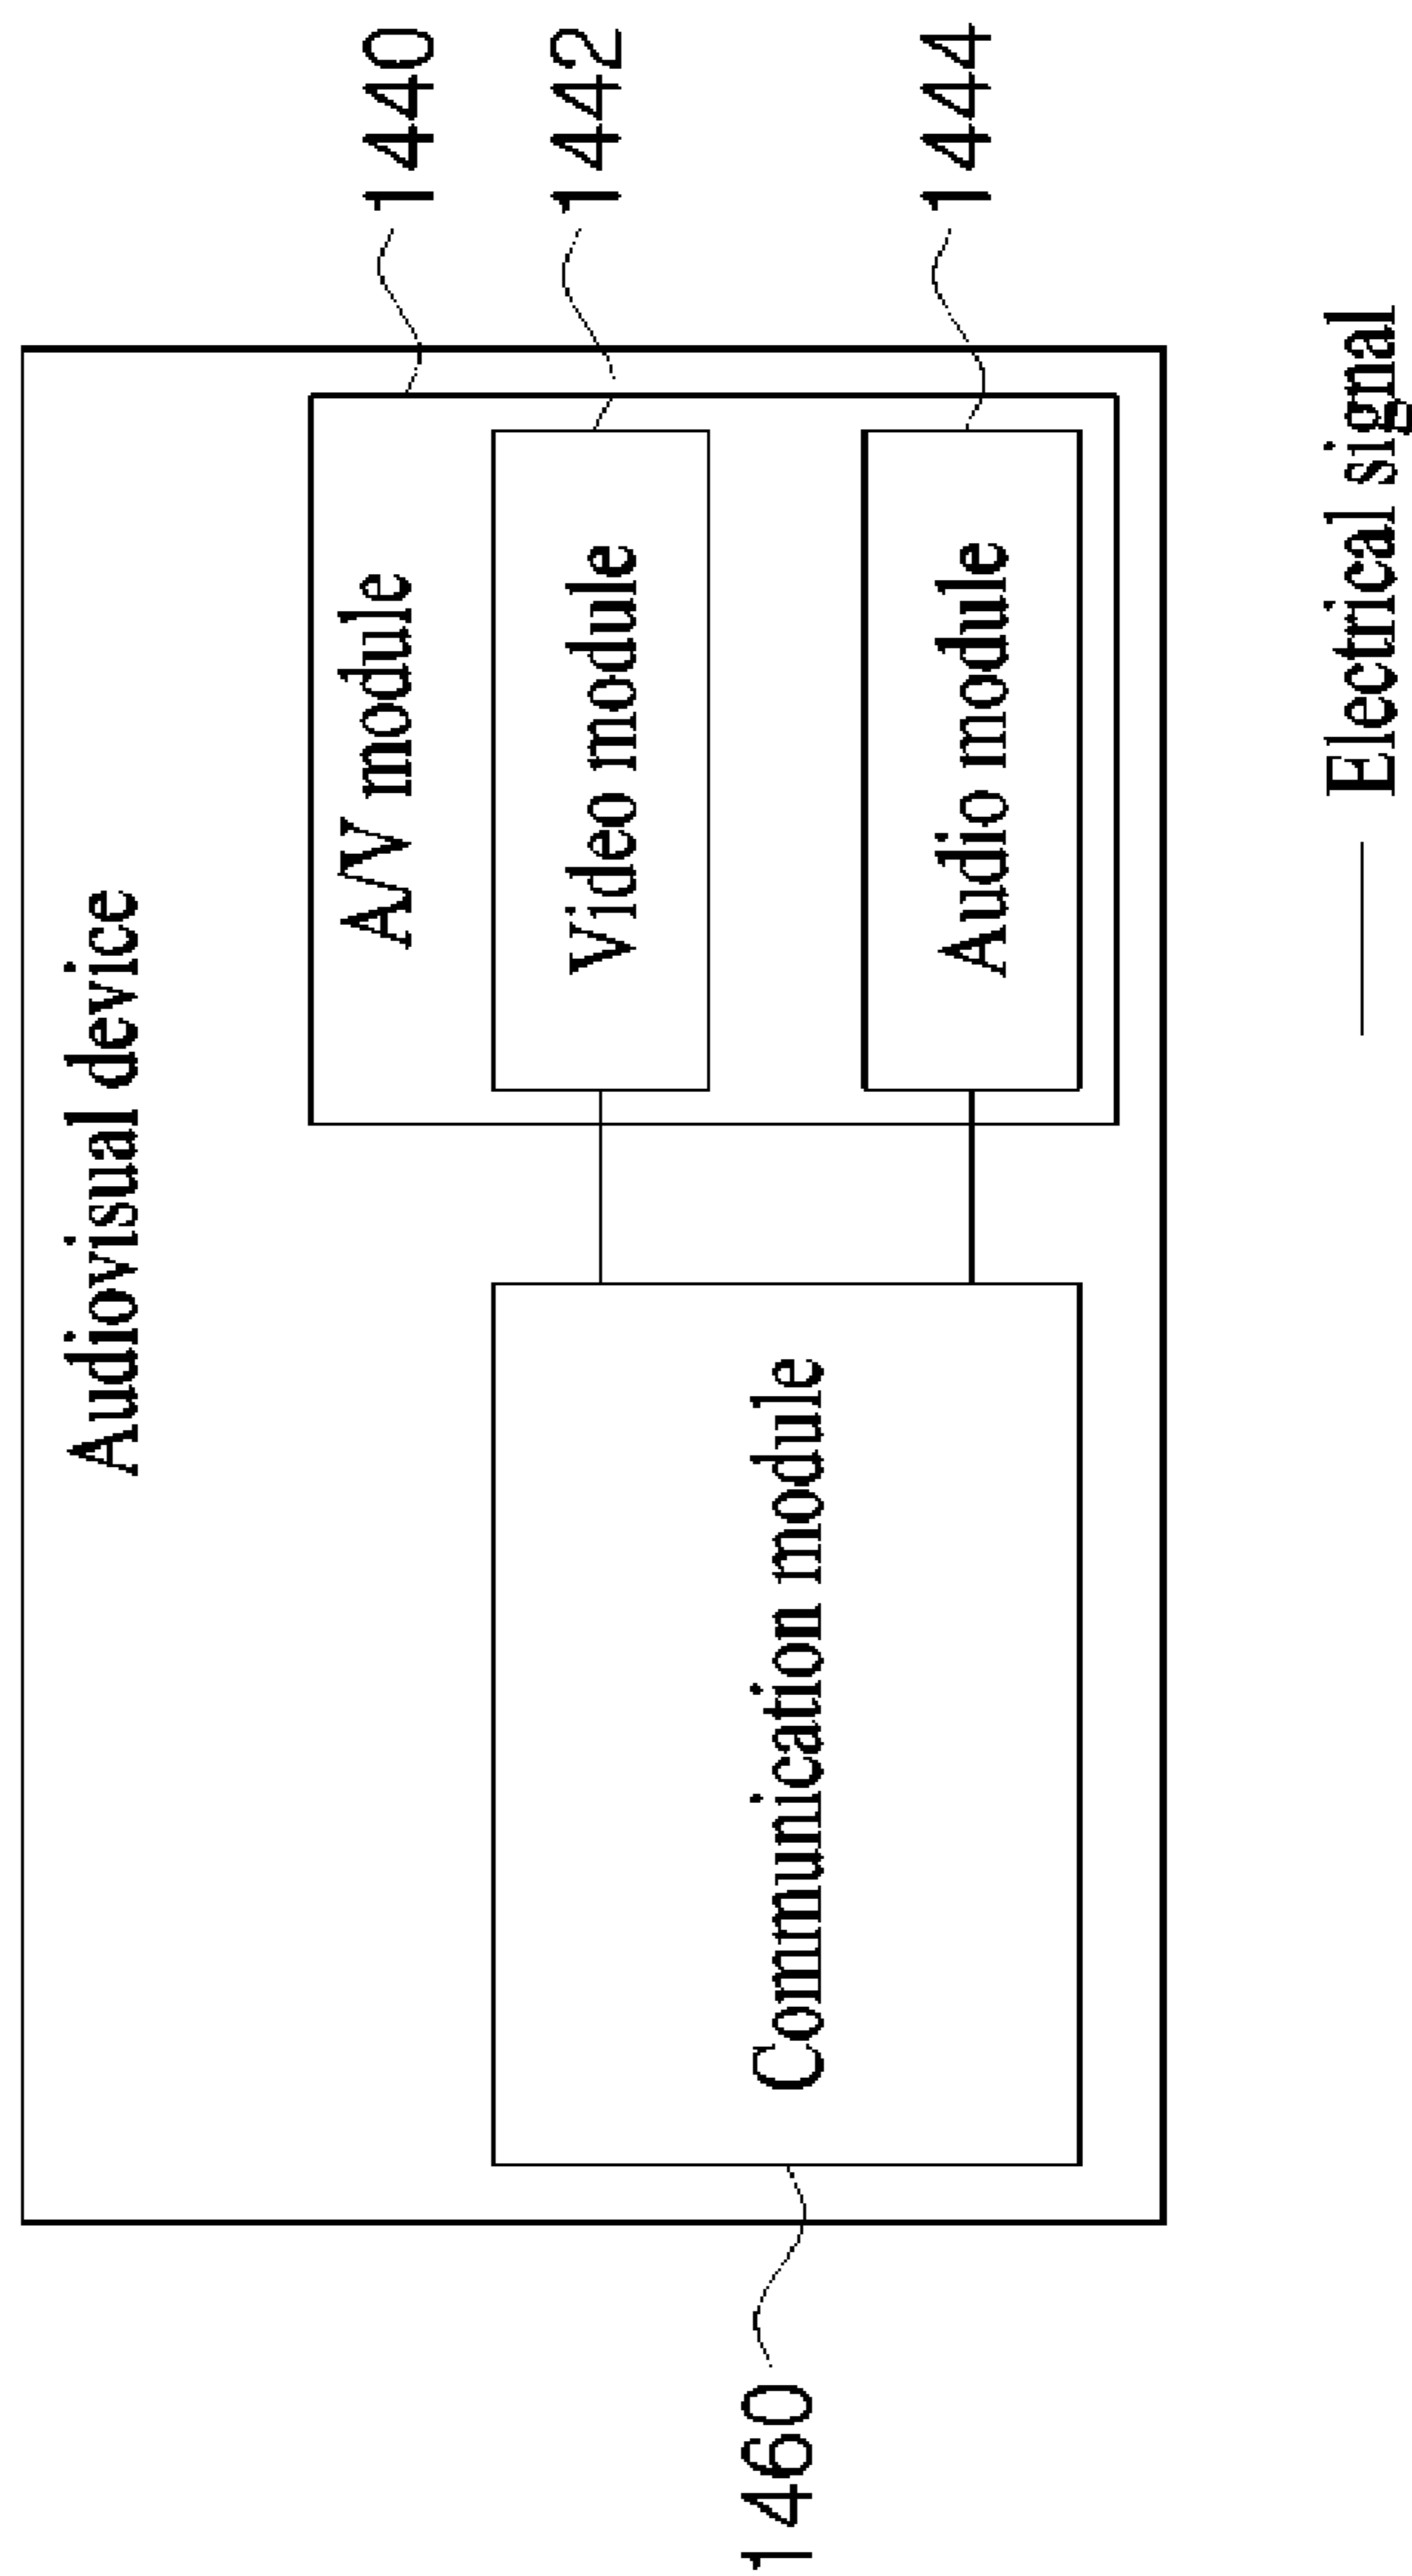 Audiovisual device
A/V module
1440
Video module
1442
Communication module
1460
Audio module
1444
Electrical signal